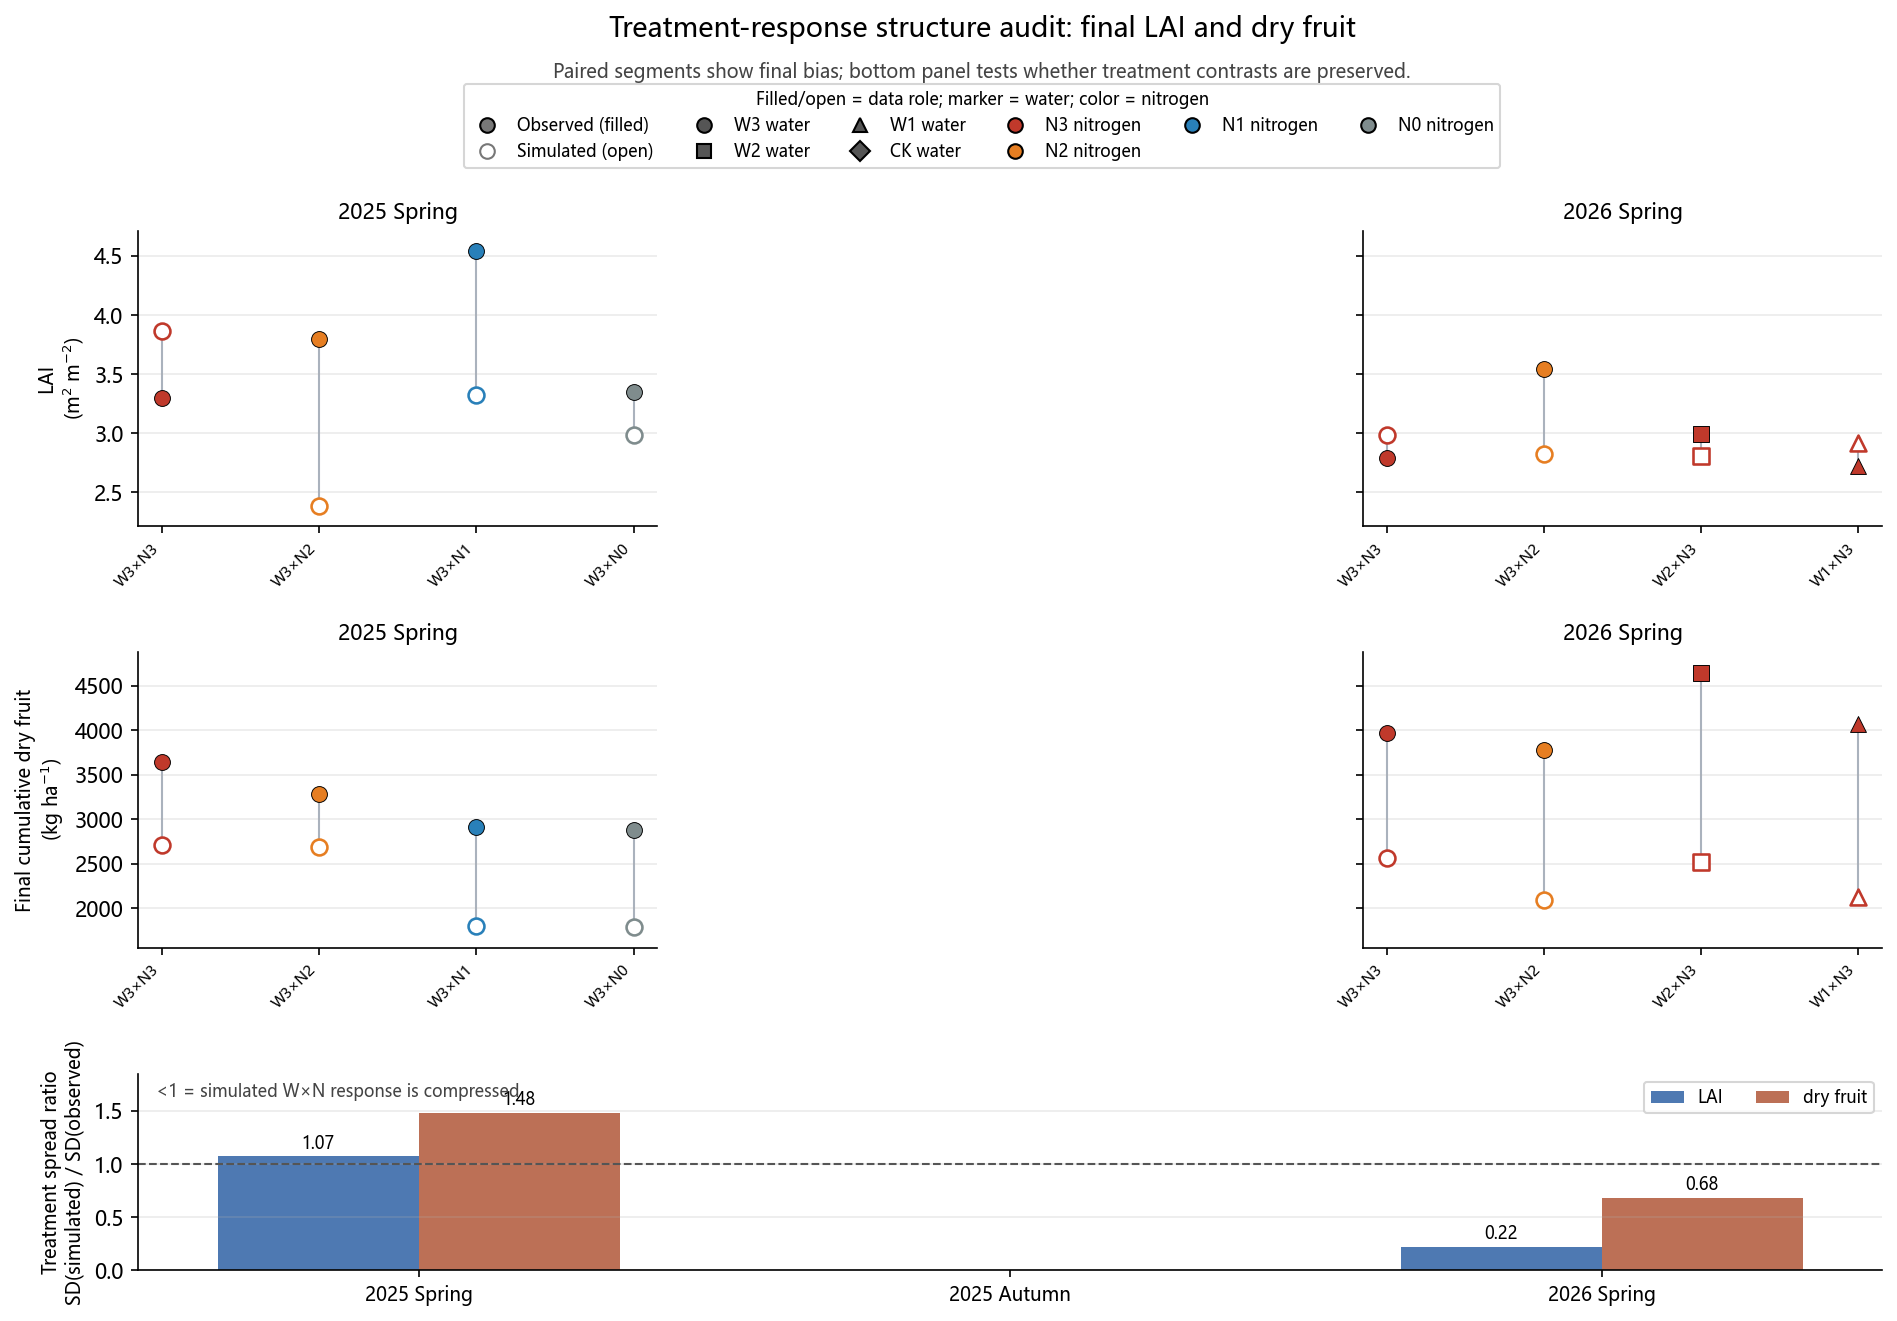 Treatment-response structure audit: final LAI and dry fruit
Paired segments show final bias; bottom panel tests whether treatment contrasts are preserved.
Filled/open = data role; marker = water; color = nitrogen
Observed (filled) W3 water W1 water N3 nitrogen N1 nitrogen N0 nitrogen
Simulated (open) W2 water CK water N2 nitrogen
2025 Spring
LAI
(m² m⁻²)
4.5
4.0
3.5
3.0
2.5
W3×N3 W3×N2 W3×N1 W3×N0
2026 Spring
W3×N3 W3×N2 W2×N3 W1×N3
2025 Spring
Final cumulative dry fruit
(kg ha⁻¹)
4500
4000
3500
3000
2500
2000
W3×N3 W3×N2 W3×N1 W3×N0
2026 Spring
W3×N3 W3×N2 W2×N3 W1×N3
Treatment spread ratio
SD(simulated) / SD(observed)
1.5
1.0
0.5
0.0
<1 = simulated W×N response is compressed
1.07
1.48
0.22
0.68
LAI dry fruit
2025 Spring 2025 Autumn 2026 Spring